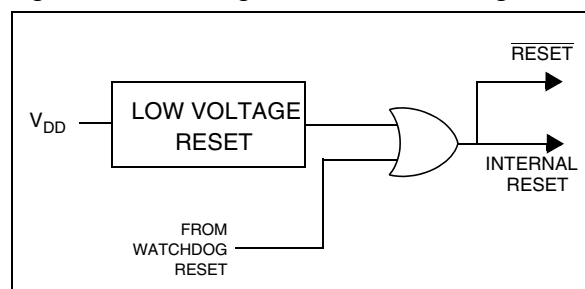 RESET
LOW VOLTAGE
RESET
VDD
INTERNAL
RESET
FROM
WATCHDOG
RESET